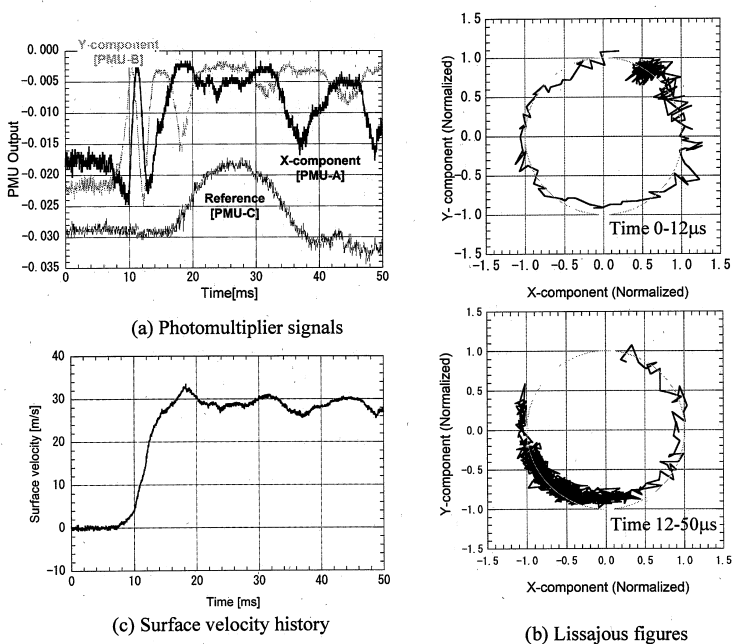 Y-component
[PMU-B]
0.000
-0.005
-0.010
-0.015
-0.020
-0.025
-0.030
-0.035
PMU Output
X-component
[PMU-A]
Reference
[PMU-C]
0 10 20 30 40 50
Time[ms]
(a) Photomultiplier signals
40
30
20
10
0
-10
Surface velocity [m/s]
0 10 20 30 40 50
Time [ms]
(c) Surface velocity history
1.5
1.0
0.5
0.0
-0.5
-1.0
-1.5
Y- component (Normalized)
Time 0-12μs
-1.5 -1.0 -0.5 0.0 0.5 1.0 1.5
X-component (Normalized)
1.5
1.0
0.5
0.0
-0.5
-1.0
-1.5
Y-component (Normalized)
Time 12-50μs
-1.5 -1.0 -0.5 0.0 0.5 1.0 1.5
X-component (Normalized)
(b) Lissajous figures